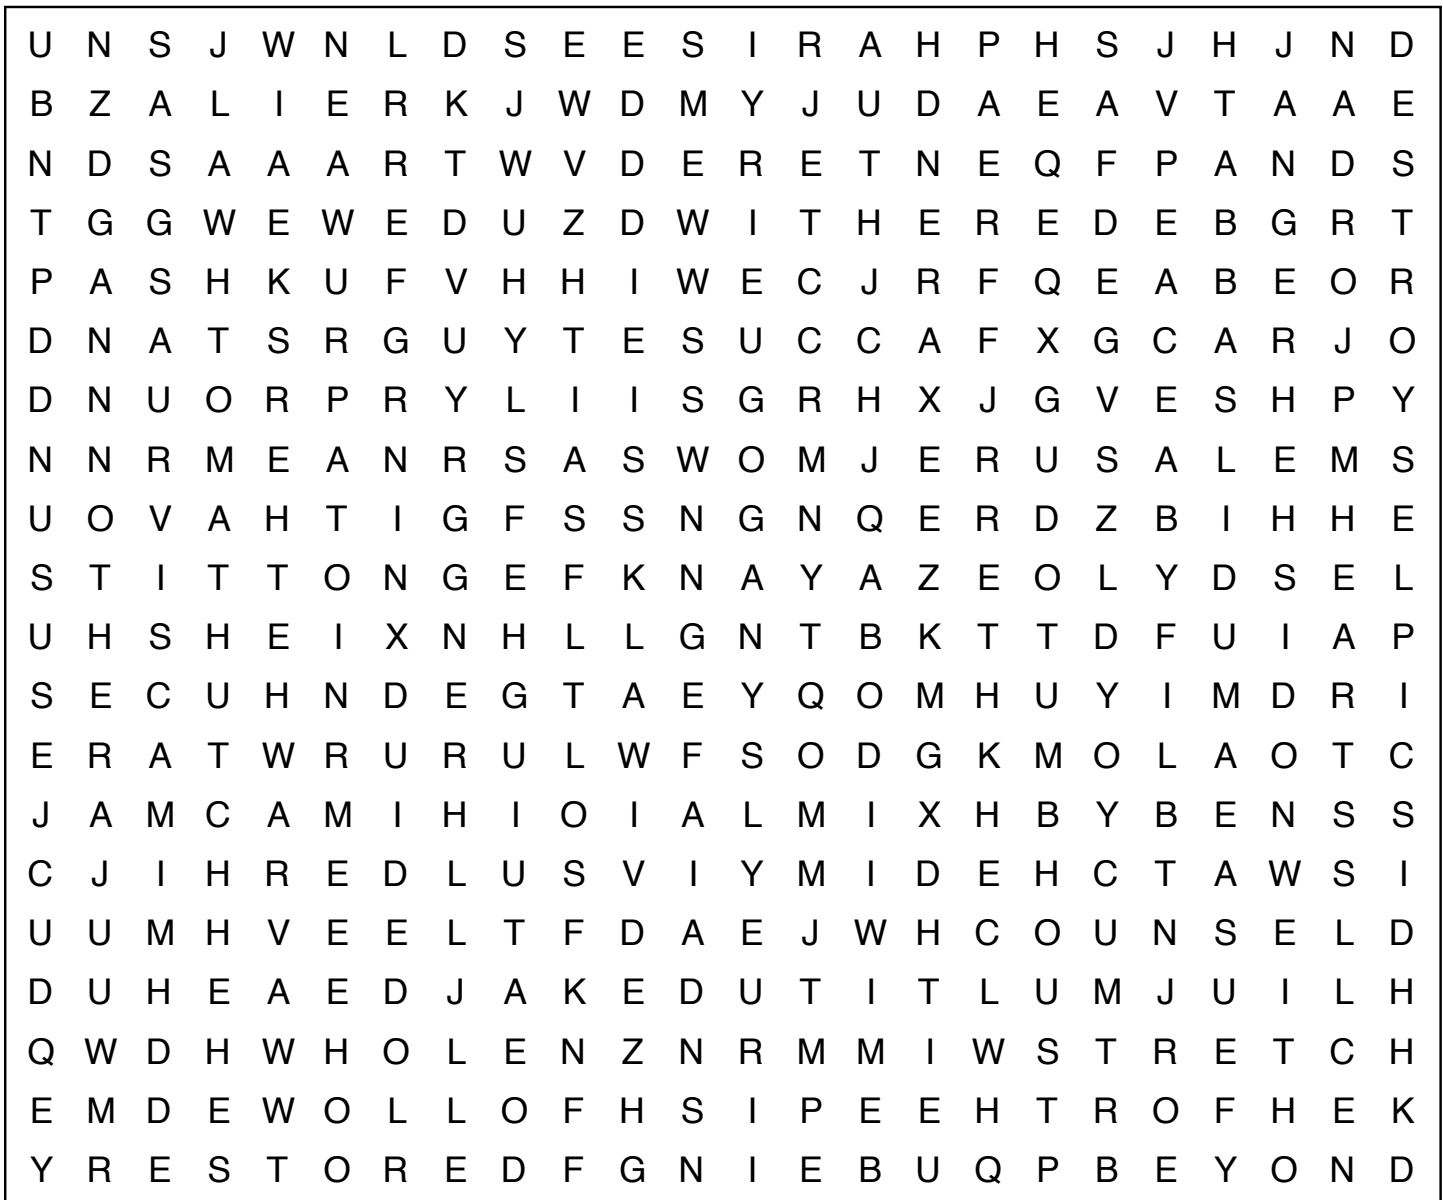 U N S J W N L D S E E S I R A H P H S J H J N D
B Z A L I E R K J W D M Y J U D A E A V T A A E
N D S A A A R T W V D E R E T N E Q F P A N D S
T G G W E W E D U Z D W I T H E R E D E B G R T
P A S H K U F V H H I W E C J R F Q E A B E O R
D N A T S R G U Y T E S U C C A F X G C A R J O
D N U O R P R Y L I I S G R H X J G V E S H P Y
N N R M E A N R S A S W O M J E R U S A L E M S
U O V A H T I G F S S N G N Q E R D Z B I H H E
S T I T T O N G E F K N A Y A Z E O L Y D S E L
U H S H E I X N H L L G N T B K T T D F U I A P
S E C U H N D E G T A E Y Q O M H U Y I M D R I
E R A T W R U R U L W F S O D G K M O L A O T C
J A M C A M I H I O I A L M I X H B Y B E N S S
C J I H R E D L U S V I Y M I D E H C T A W S I
U U M H V E E L T F D A E J W H C O U N S E L D
D U H E A E D J A K E D U T I T L U M J U I L H
Q W D H W H O L E N Z N R M M I W S T R E T C H
E M D E W O L L O F H S I P E E H T R O F H E K
Y R E S T O R E D F G N I E B U Q P B E Y O N D